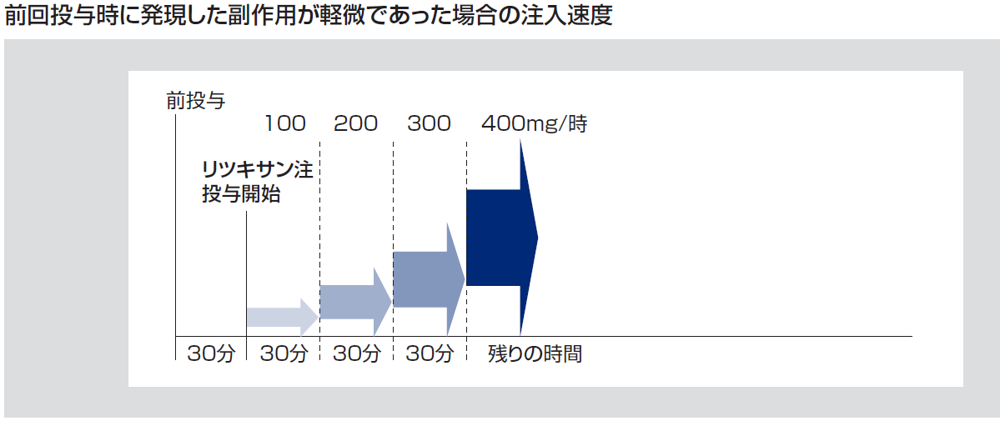 前回投与時に発現した副作用が軽微であった場合の注入速度
前投与
100 200 300 400mg/時
リツキサン注
投与開始
30分 30分 30分 30分 残りの時間